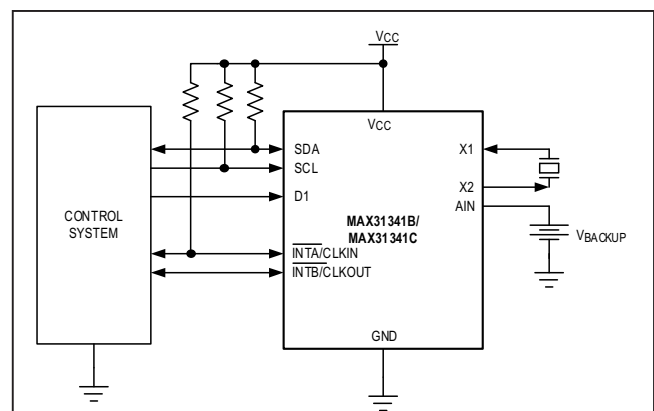 VCC
VCC
SDA
SCL
D1
X1
X2
AIN
CONTROL
SYSTEM
MAX31341B/
MAX31341C
VBACKUP
INTA/CLKIN
INTB/CLKOUT
GND